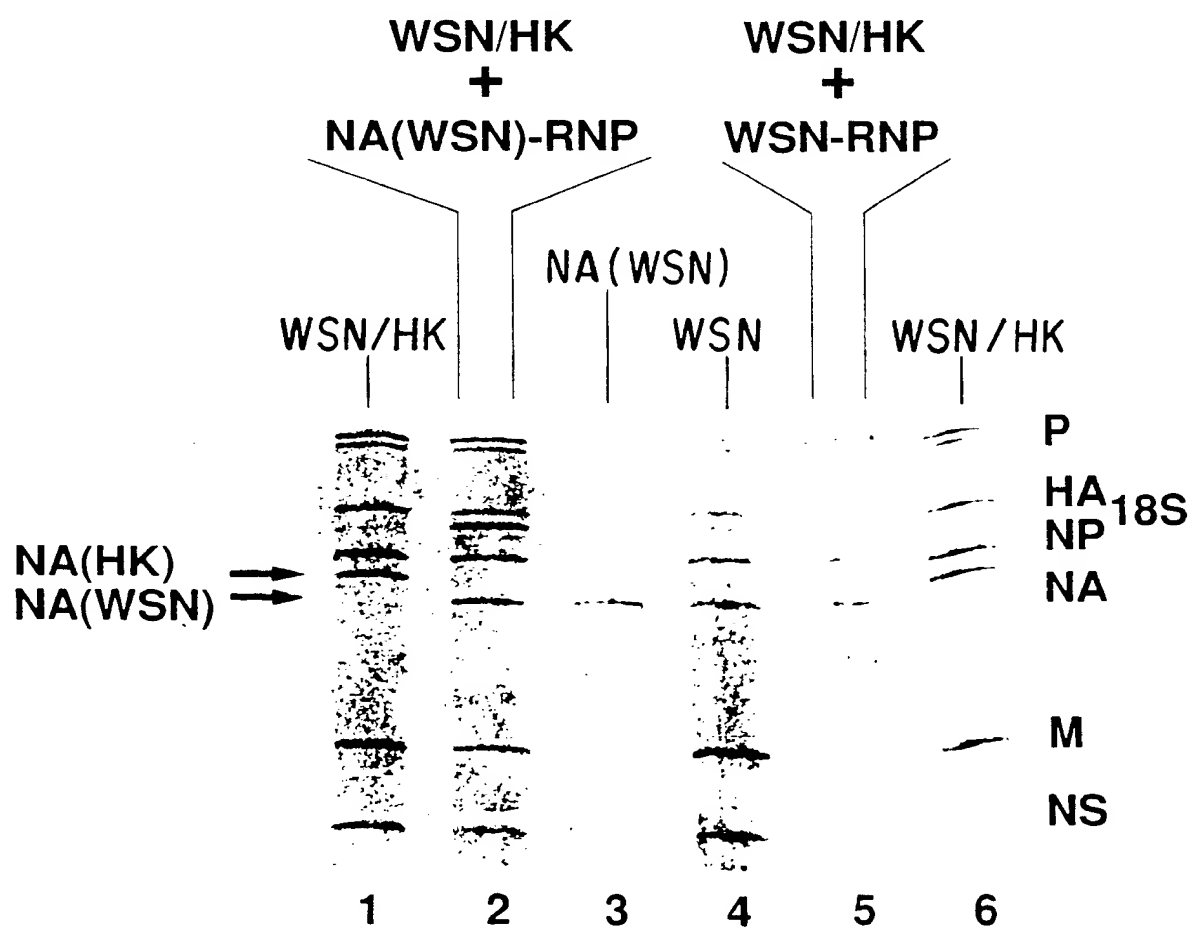 WSN/HK
+
NA(WSN)-RNP
WSN/HK
+
WSN-RNP
NA(WSN)
WSN/HK
WSN
WSN/HK
P
HA
18S
NP
NA
NA(HK)
NA(WSN)
M
NS
1 2 3 4 5 6